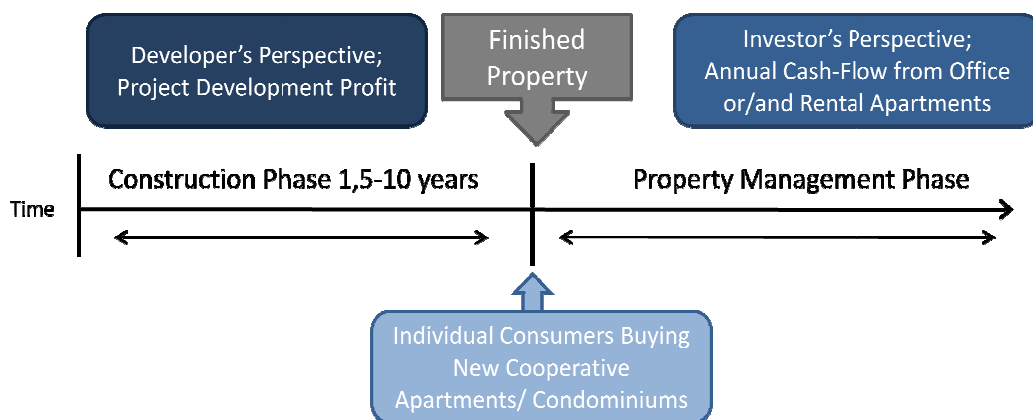 Developer's Perspective;
Project Development Profit
Finished
Property
Investor's Perspective;
Annual Cash-Flow from Office
or/and Rental Apartments
Construction Phase 1,5-10 years
Property Management Phase
Time
Individual Consumers Buying
New Cooperative
Apartments/ Condominiums